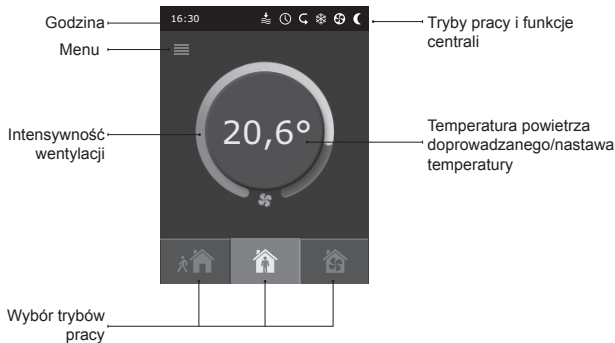 Godzina
16:30
Tryby pracy i funkcje
centrali
Menu
Intensywność
wentylacji
20,6°
Temperatura powietrza
doprowadzanego/nastawa
temperatury
Wybór trybów
pracy